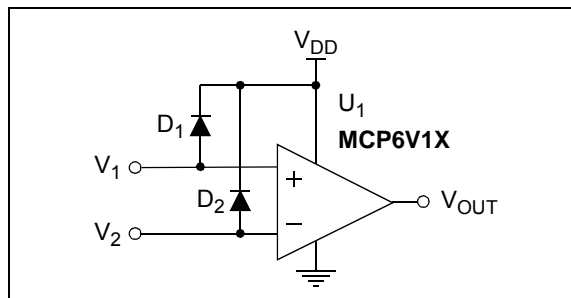 V_DD
U_1
D_1
MCP6V1X
V_1
+
V_OUT
D_2
V_2
−